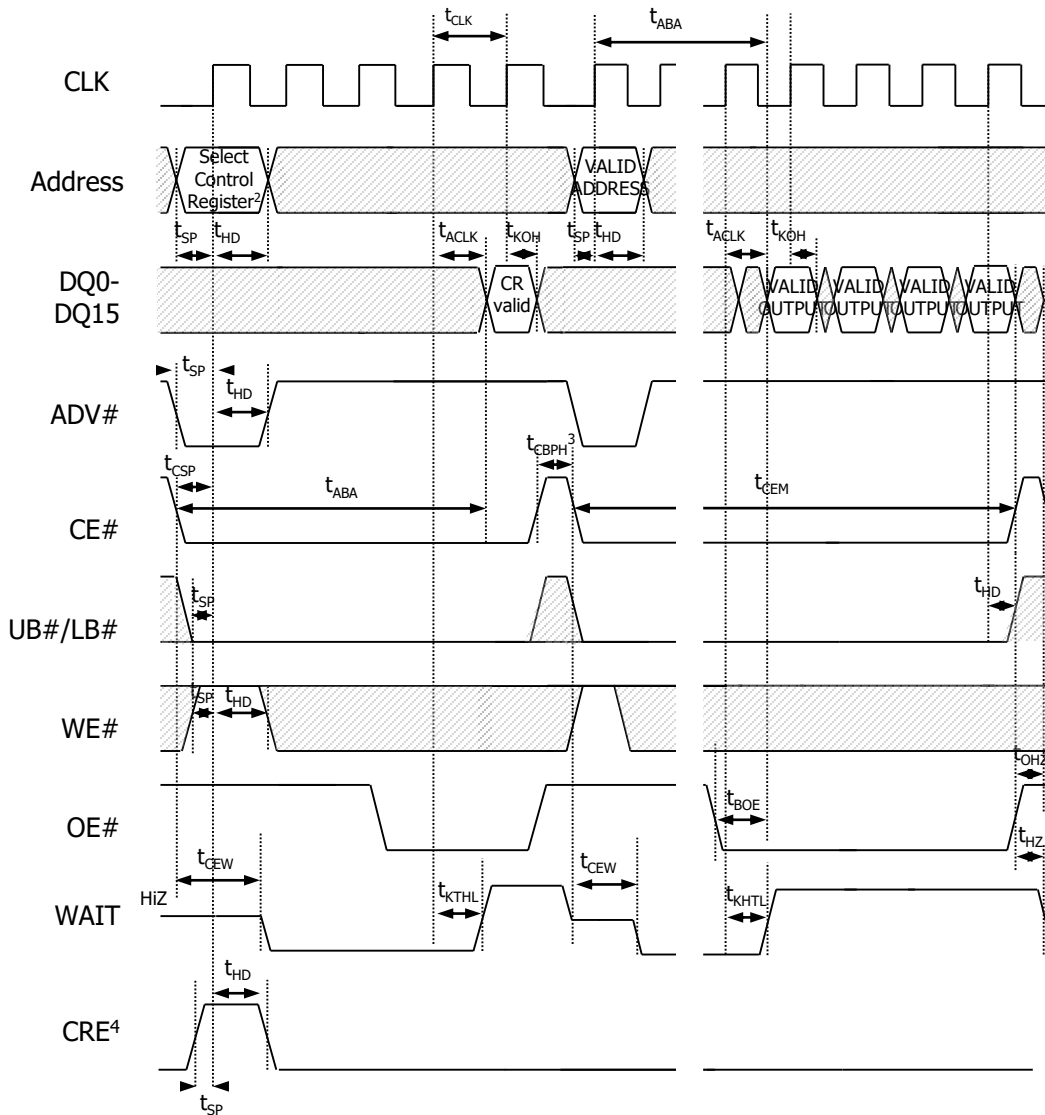 tCLK
tABA
CLK
Address
Select
Control
Register²
VALID
ADDRESS
tSP
tHD
tACLK
tKOH
tSP
tHD
tACLK
tKOH
DQ0-
DQ15
CR
valid
VALID
OUTPUT
VALID
OUTPUT
VALID
OUTPUT
VALID
OUTPUT
tSP
tHD
ADV#
tCBPH³
tCSP
tABA
tCEM
CE#
tSP
tHD
UB#/LB#
tSP
tHD
WE#
tOHZ
tBOE
OE#
tHZ
tCEW
tCEW
HiZ
WAIT
tKTHL
tKHTL
tHD
CRE⁴
tSP